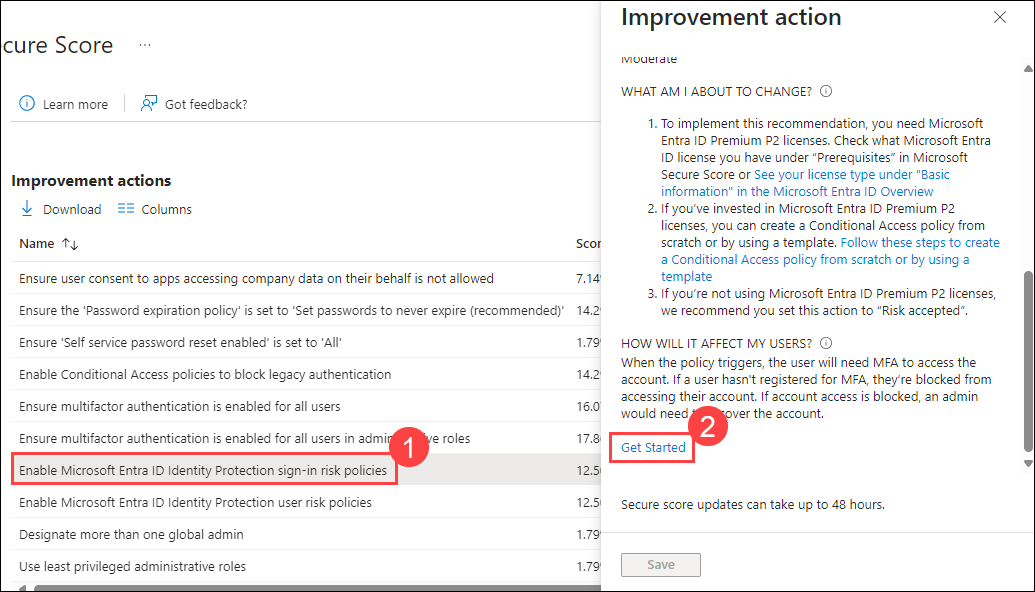 cure Score ...
Learn more
Got feedback?
Improvement actions
Download
Columns
Name ↑↓
Scor
Ensure user consent to apps accessing company data on their behalf is not allowed
7.149
Ensure the 'Password expiration policy' is set to 'Set passwords to never expire (recommended)'
14.29
Ensure 'Self service password reset enabled' is set to 'All'
1.799
Enable Conditional Access policies to block legacy authentication
14.29
Ensure multifactor authentication is enabled for all users
16.07
Ensure multifactor authentication is enabled for all users in admin ve roles
17.86
1
Enable Microsoft Entra ID Identity Protection sign-in risk policies
12.50
Enable Microsoft Entra ID Identity Protection user risk policies
12.50
Designate more than one global admin
1.799
Use least privileged administrative roles
1.799
Improvement action
Moderate
WHAT AM I ABOUT TO CHANGE?
1. To implement this recommendation, you need Microsoft
Entra ID Premium P2 licenses. Check what Microsoft Entra
ID license you have under “Prerequisites” in Microsoft
Secure Score or See your license type under "Basic
information" in the Microsoft Entra ID Overview
2. If you’ve invested in Microsoft Entra ID Premium P2
licenses, you can create a Conditional Access policy from
scratch or by using a template. Follow these steps to create
a Conditional Access policy from scratch or by using a
template
3. If you’re not using Microsoft Entra ID Premium P2 licenses,
we recommend you set this action to “Risk accepted”.
HOW WILL IT AFFECT MY USERS?
When the policy triggers, the user will need MFA to access the
account. If a user hasn't registered for MFA, they’re blocked from
accessing their account. If account access is blocked, an admin
would need t cover the account.
2
Get Started
Secure score updates can take up to 48 hours.
Save